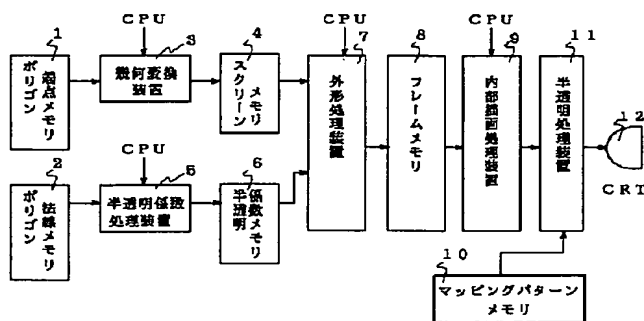 CPU
1
ポリゴン
端点メモリ
3
幾何変換
装置
4
スクリーン
メモリ
CPU
7
外形処理装置
8
フレームメモリ
CPU
9
内部描画処理装置
11
半透明処理装置
12
CRT
2
ポリゴン
法線メモリ
CPU
5
半透明係数
処理装置
6
半透明
係数メモリ
10
マッピングパターン
メモリ